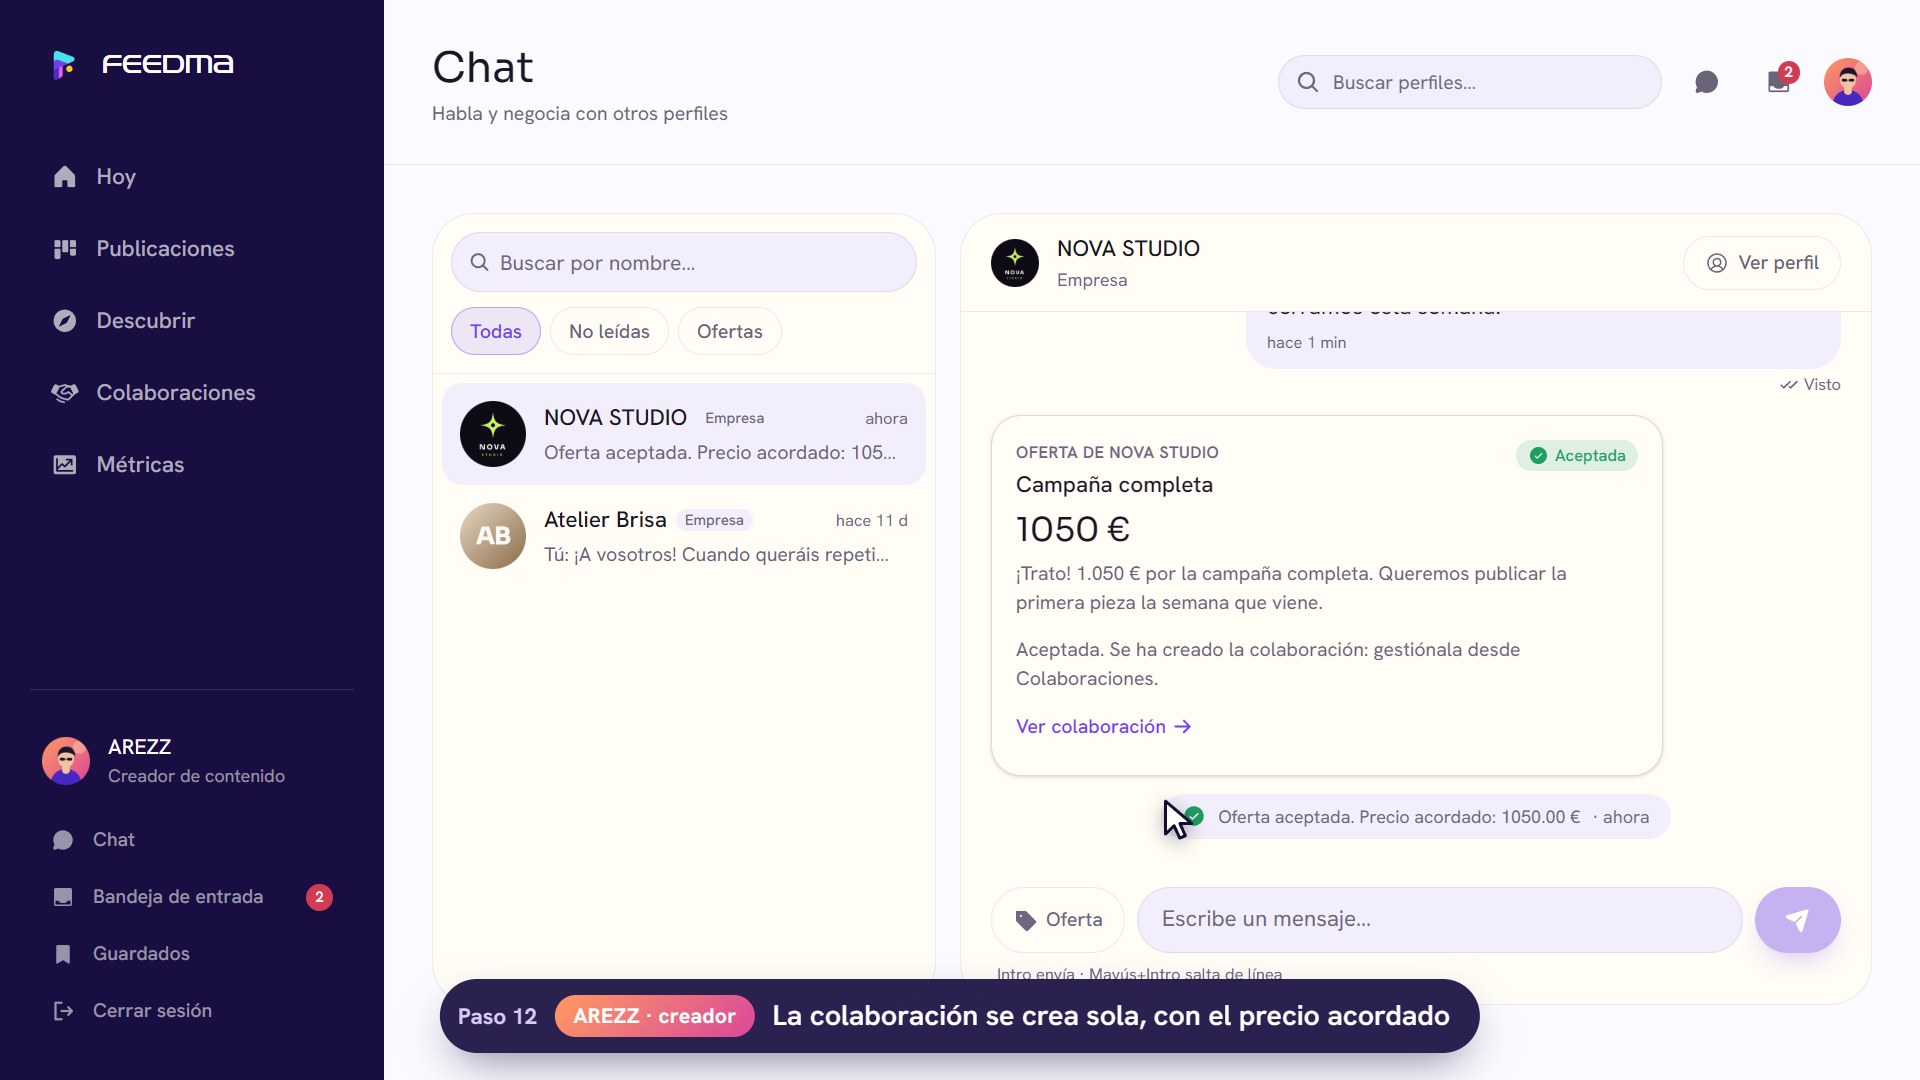 FEEDMA
Hoy
Publicaciones
Descubrir
Colaboraciones
Métricas
AREZZ
Creador de contenido
Chat
Bandeja de entrada
2
Guardados
Cerrar sesión
Chat
Habla y negocia con otros perfiles
Buscar perfiles...
2
Buscar por nombre...
Todas
No leídas
Ofertas
NOVA
STUDIO
NOVA STUDIO
Empresa
ahora
Oferta aceptada. Precio acordado: 105...
AB
Atelier Brisa
Empresa
hace 11 d
Tú: ¡A vosotros! Cuando queráis repeti...
NOVA
NOVA STUDIO
Empresa
Ver perfil
cerramos esta semana.
hace 1 min
Visto
OFERTA DE NOVA STUDIO
Aceptada
Campaña completa
1050 €
¡Trato! 1.050 € por la campaña completa. Queremos publicar la
primera pieza la semana que viene.
Aceptada. Se ha creado la colaboración: gestiónala desde
Colaboraciones.
Ver colaboración →
Oferta aceptada. Precio acordado: 1050.00 € · ahora
Oferta
Escribe un mensaje...
Intro envía · Mayús+Intro salta de línea
Paso 12
AREZZ · creador
La colaboración se crea sola, con el precio acordado